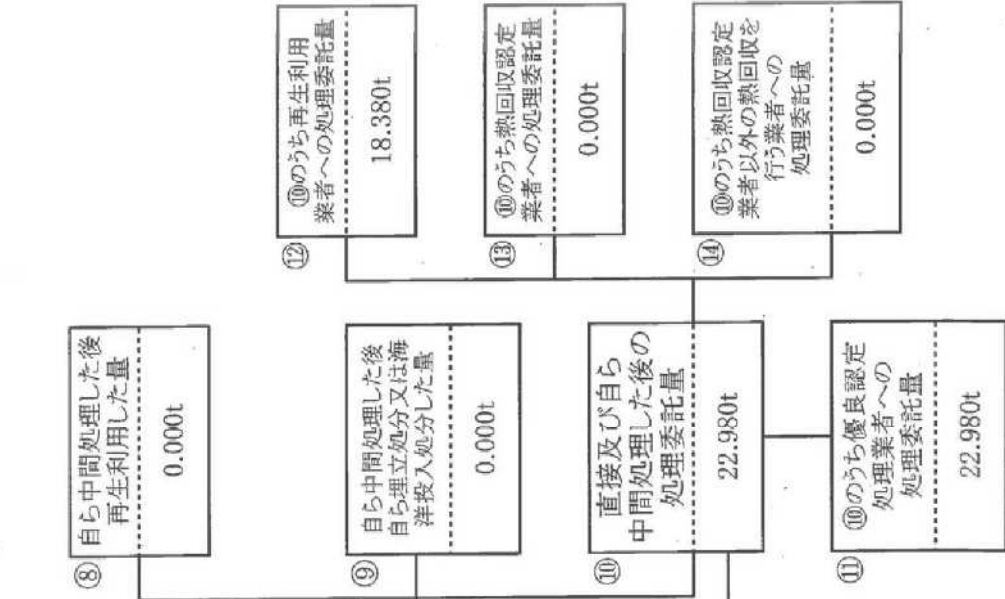 ⑧
自ら中間処理した後
再生利用した量
0.000t
⑨
自ら中間処理した後
自ら埋立処分又は海
洋投入処分した量
0.000t
⑩
直接及び自ら
中間処理した後の
処理委託量
22.980t
⑪
⑩のうち優良認定
処理業者への
処理委託量
22.980t
⑫
⑩のうち再生利用
業者への処理委託量
18.380t
⑬
⑩のうち熱回収認定
業者への処理委託量
0.000t
⑭
⑩のうち熱回収認定
業者以外の熱回収を
行う業者への
処理委託量
0.000t